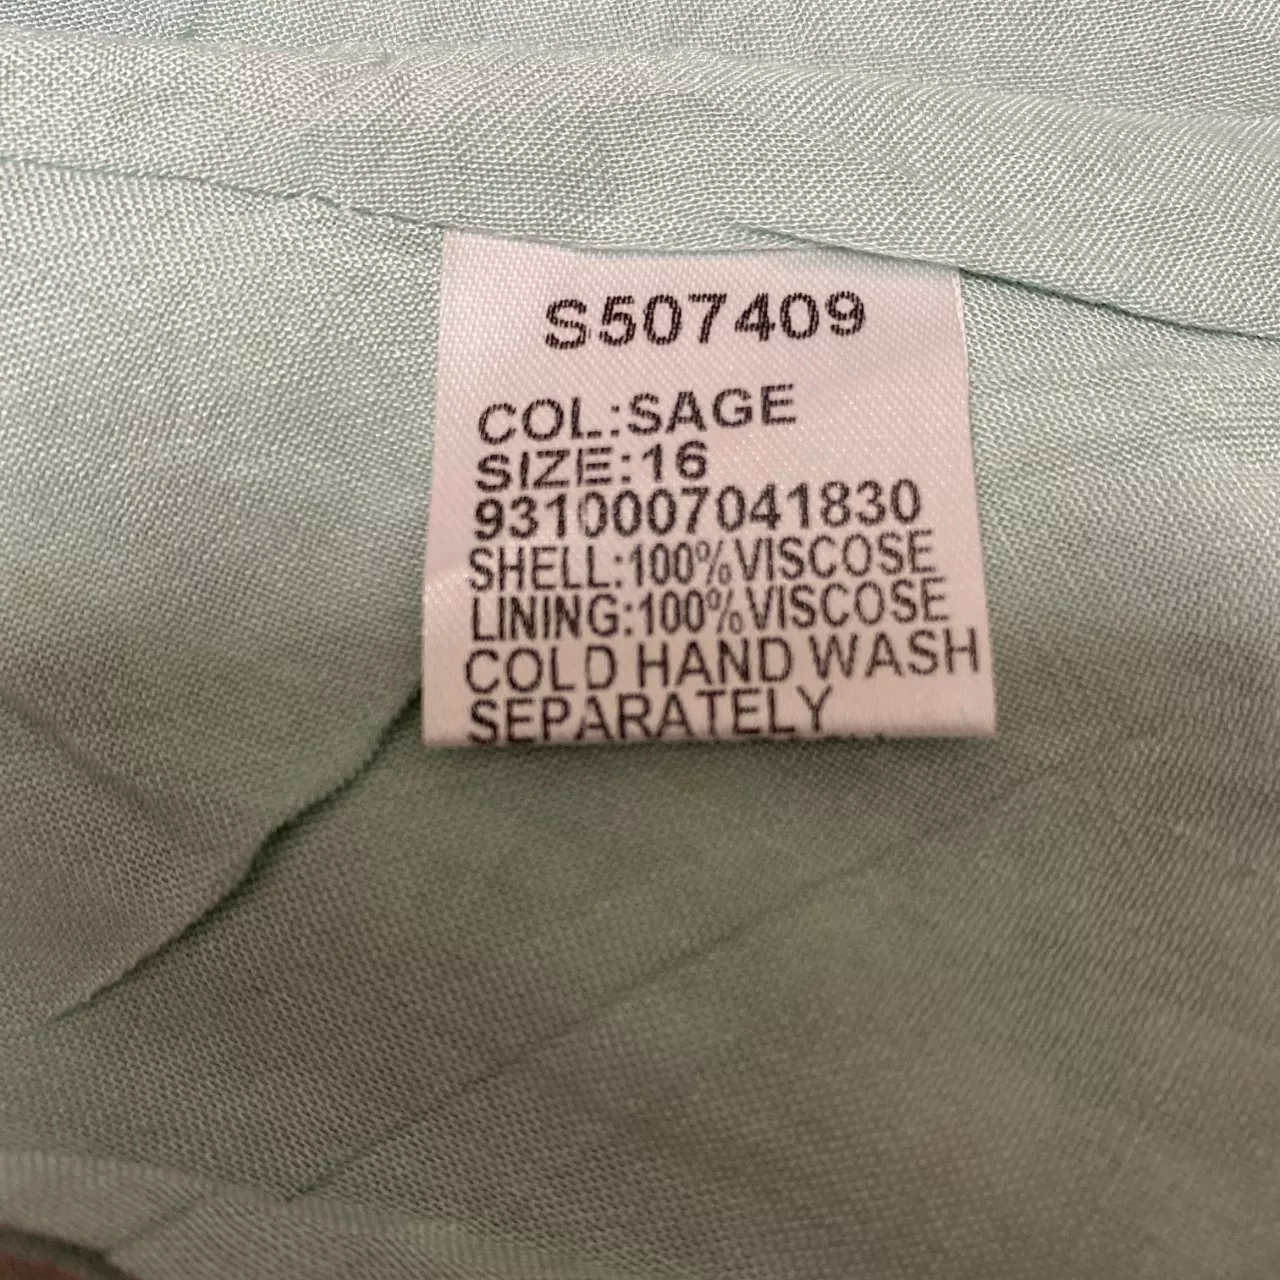 S507409
COL:SAGE
SIZE:16
9310007041830
SHELL:100%VISCOSE
LINING:100%VISCOSE
COLD HAND WASH
SEPARATELY